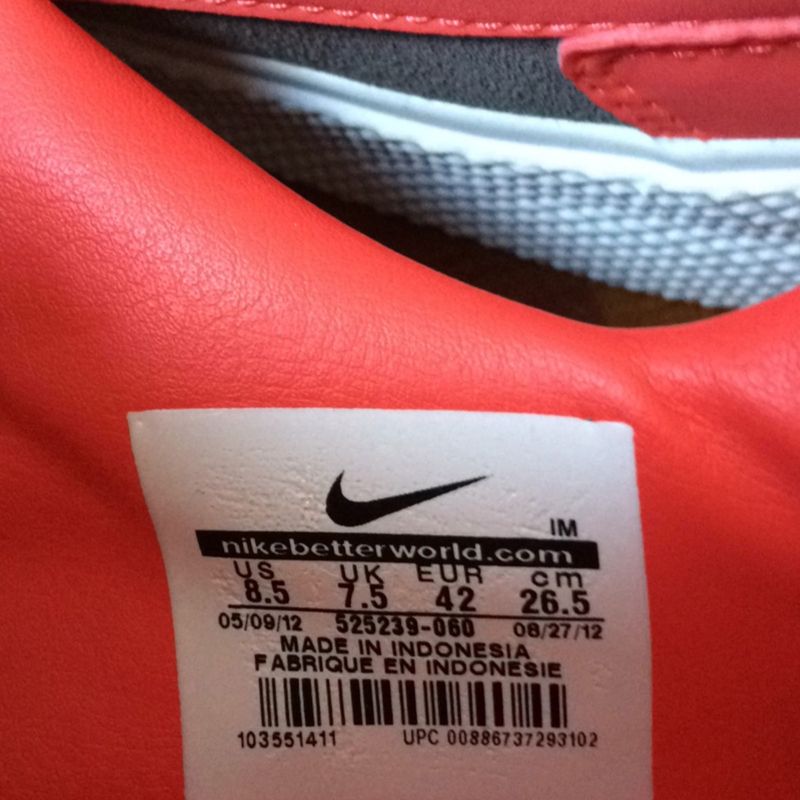 IM
nikebetterworld.com
US UK EUR cm
8.5 7.5 42 26.5
05/09/12 525239-060 08/27/12
MADE IN INDONESIA
FABRIQUE EN INDONESIE
103551411 UPC 00886737293102